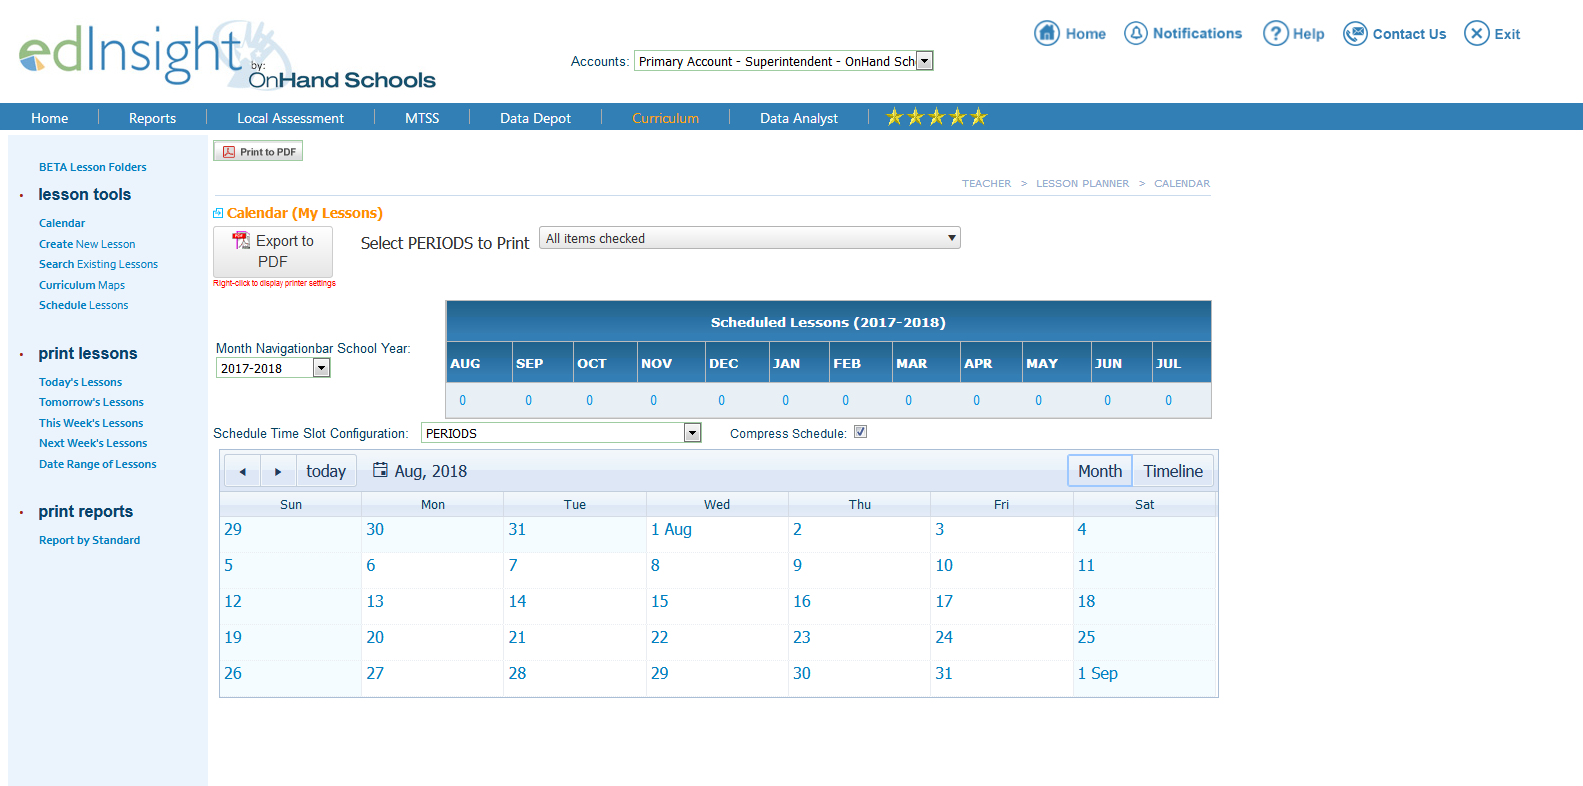 edInsight
by:
OnHand Schools
Accounts: Primary Account - Superintendent - OnHand Sch
Home Notifications Help Contact Us Exit
Home Reports Local Assessment MTSS Data Depot Curriculum Data Analyst
Print to PDF
TEACHER > LESSON PLANNER > CALENDAR
BETA Lesson Folders
lesson tools
Calendar
Create New Lesson
Search Existing Lessons
Curriculum Maps
Schedule Lessons
print lessons
Today's Lessons
Tomorrow's Lessons
This Week's Lessons
Next Week's Lessons
Date Range of Lessons
print reports
Report by Standard
Calendar (My Lessons)
Export to
PDF
Right-click to display printer settings
Select PERIODS to Print All items checked
Month Navigationbar School Year:
2017-2018
Scheduled Lessons (2017-2018)
AUG SEP OCT NOV DEC JAN FEB MAR APR MAY JUN JUL
0 0 0 0 0 0 0 0 0 0 0 0
Schedule Time Slot Configuration: PERIODS Compress Schedule:
today Aug, 2018 Month Timeline
Sun Mon Tue Wed Thu Fri Sat
29 30 31 1 Aug 2 3 4
5 6 7 8 9 10 11
12 13 14 15 16 17 18
19 20 21 22 23 24 25
26 27 28 29 30 31 1 Sep